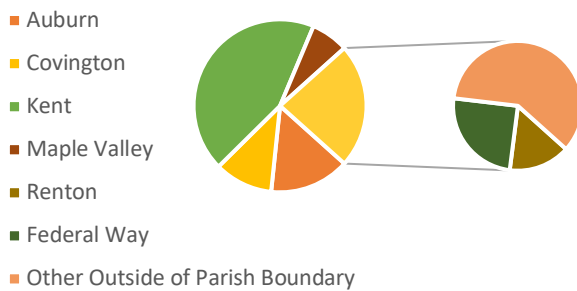 Auburn
Covington
Kent
Maple Valley
Renton
Federal Way
Other Outside of Parish Boundary